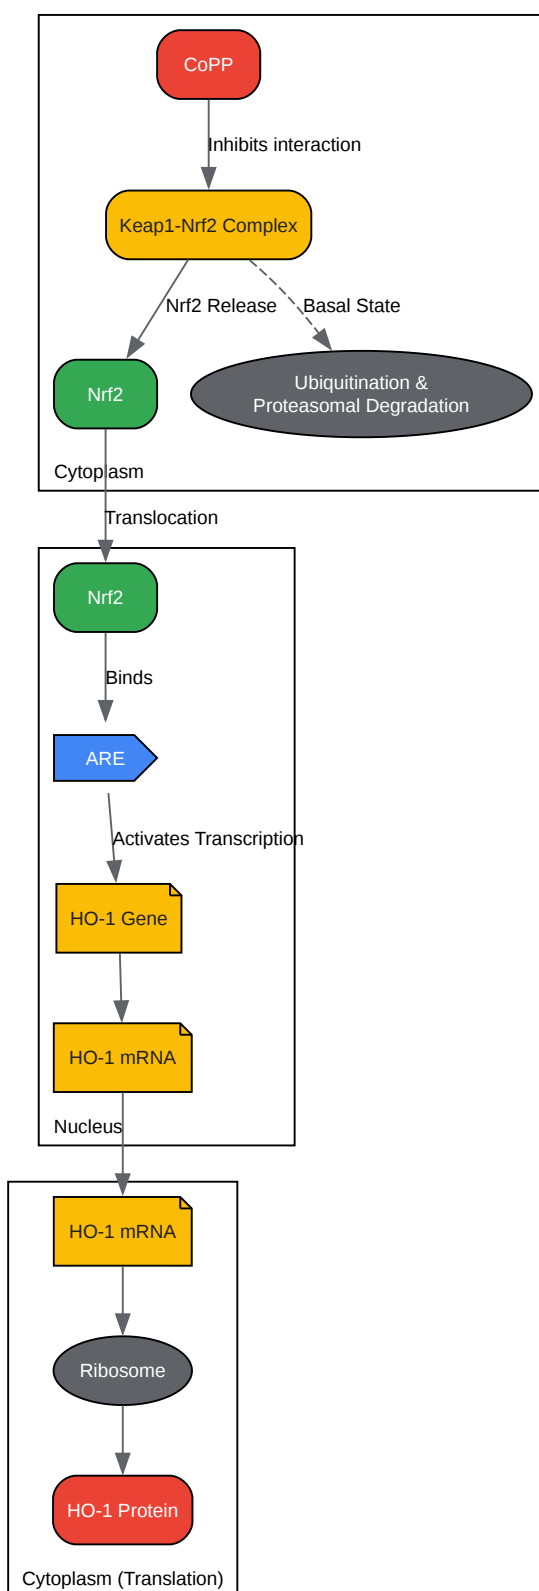 CoPP
Inhibits interaction
Keap1-Nrf2 Complex
Nrf2 Release
Basal State
Nrf2
Ubiquitination &
Proteasomal Degradation
Cytoplasm
Translocation
Nrf2
Binds
ARE
Activates Transcription
HO-1 Gene
HO-1 mRNA
Nucleus
HO-1 mRNA
Ribosome
HO-1 Protein
Cytoplasm (Translation)